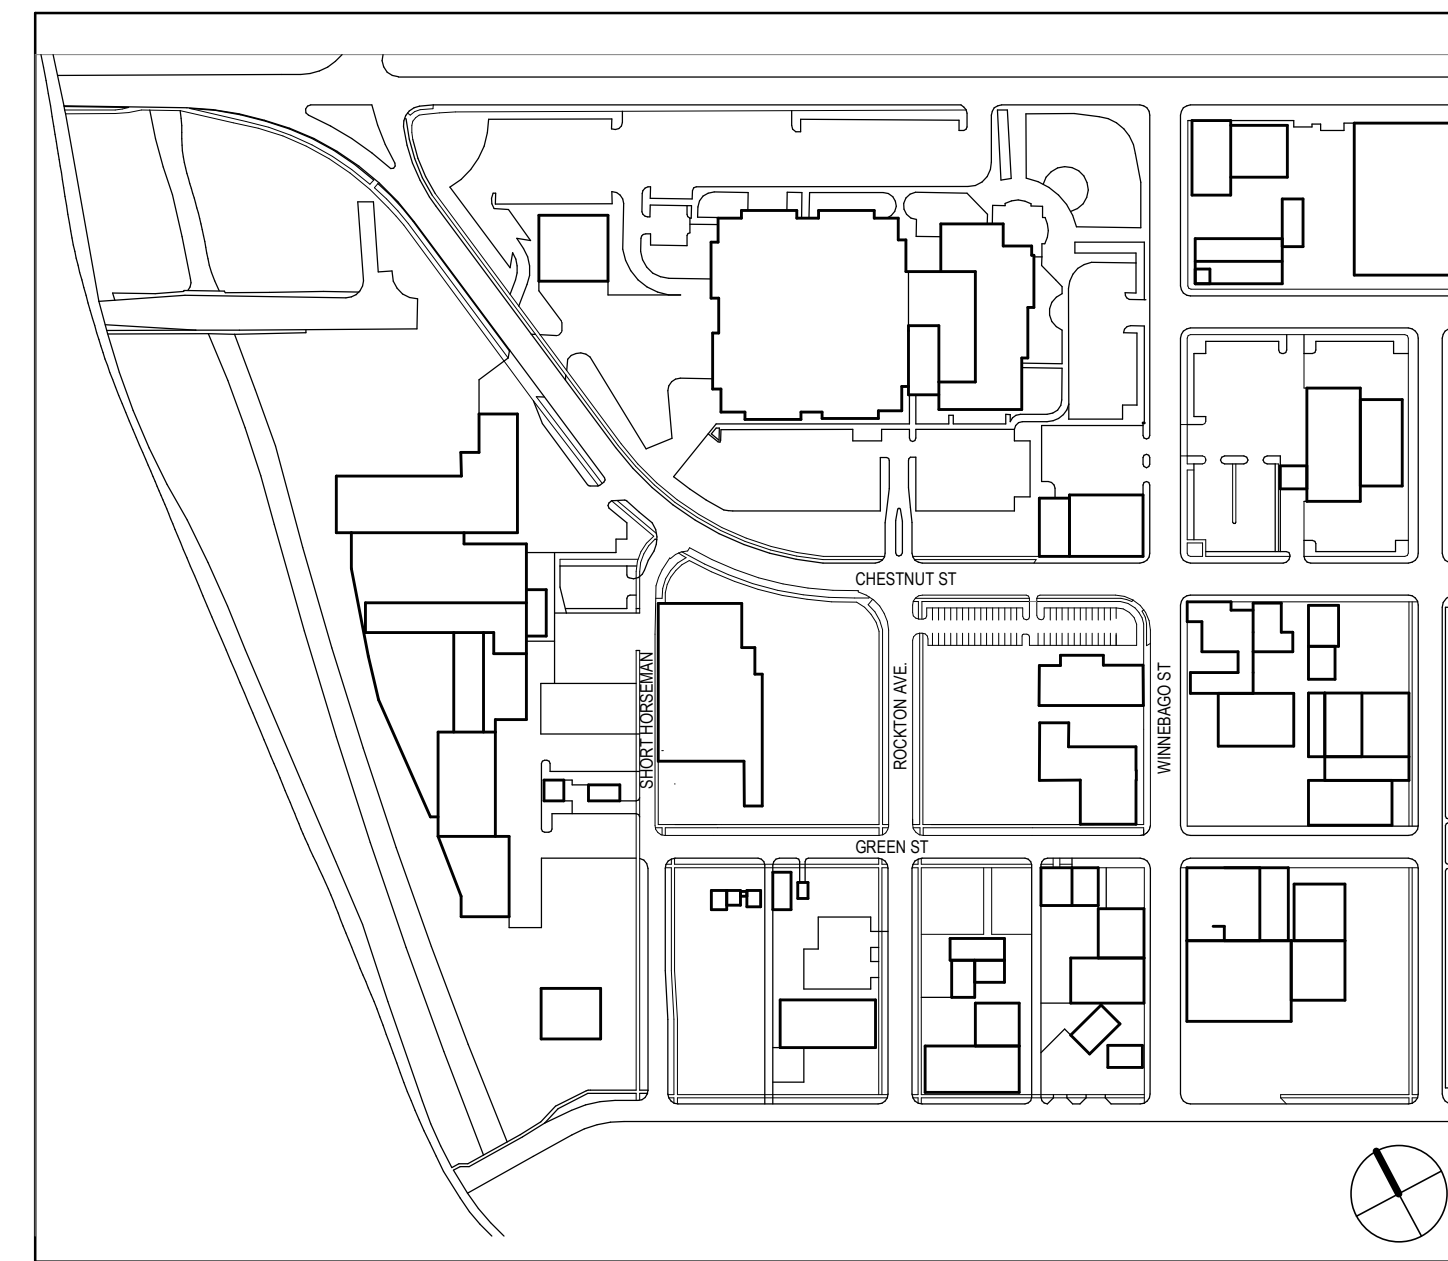 CHESTNUT ST
SHORT HORSEMAN
ROCKTON AVE.
WINNEBAGO ST
GREEN ST